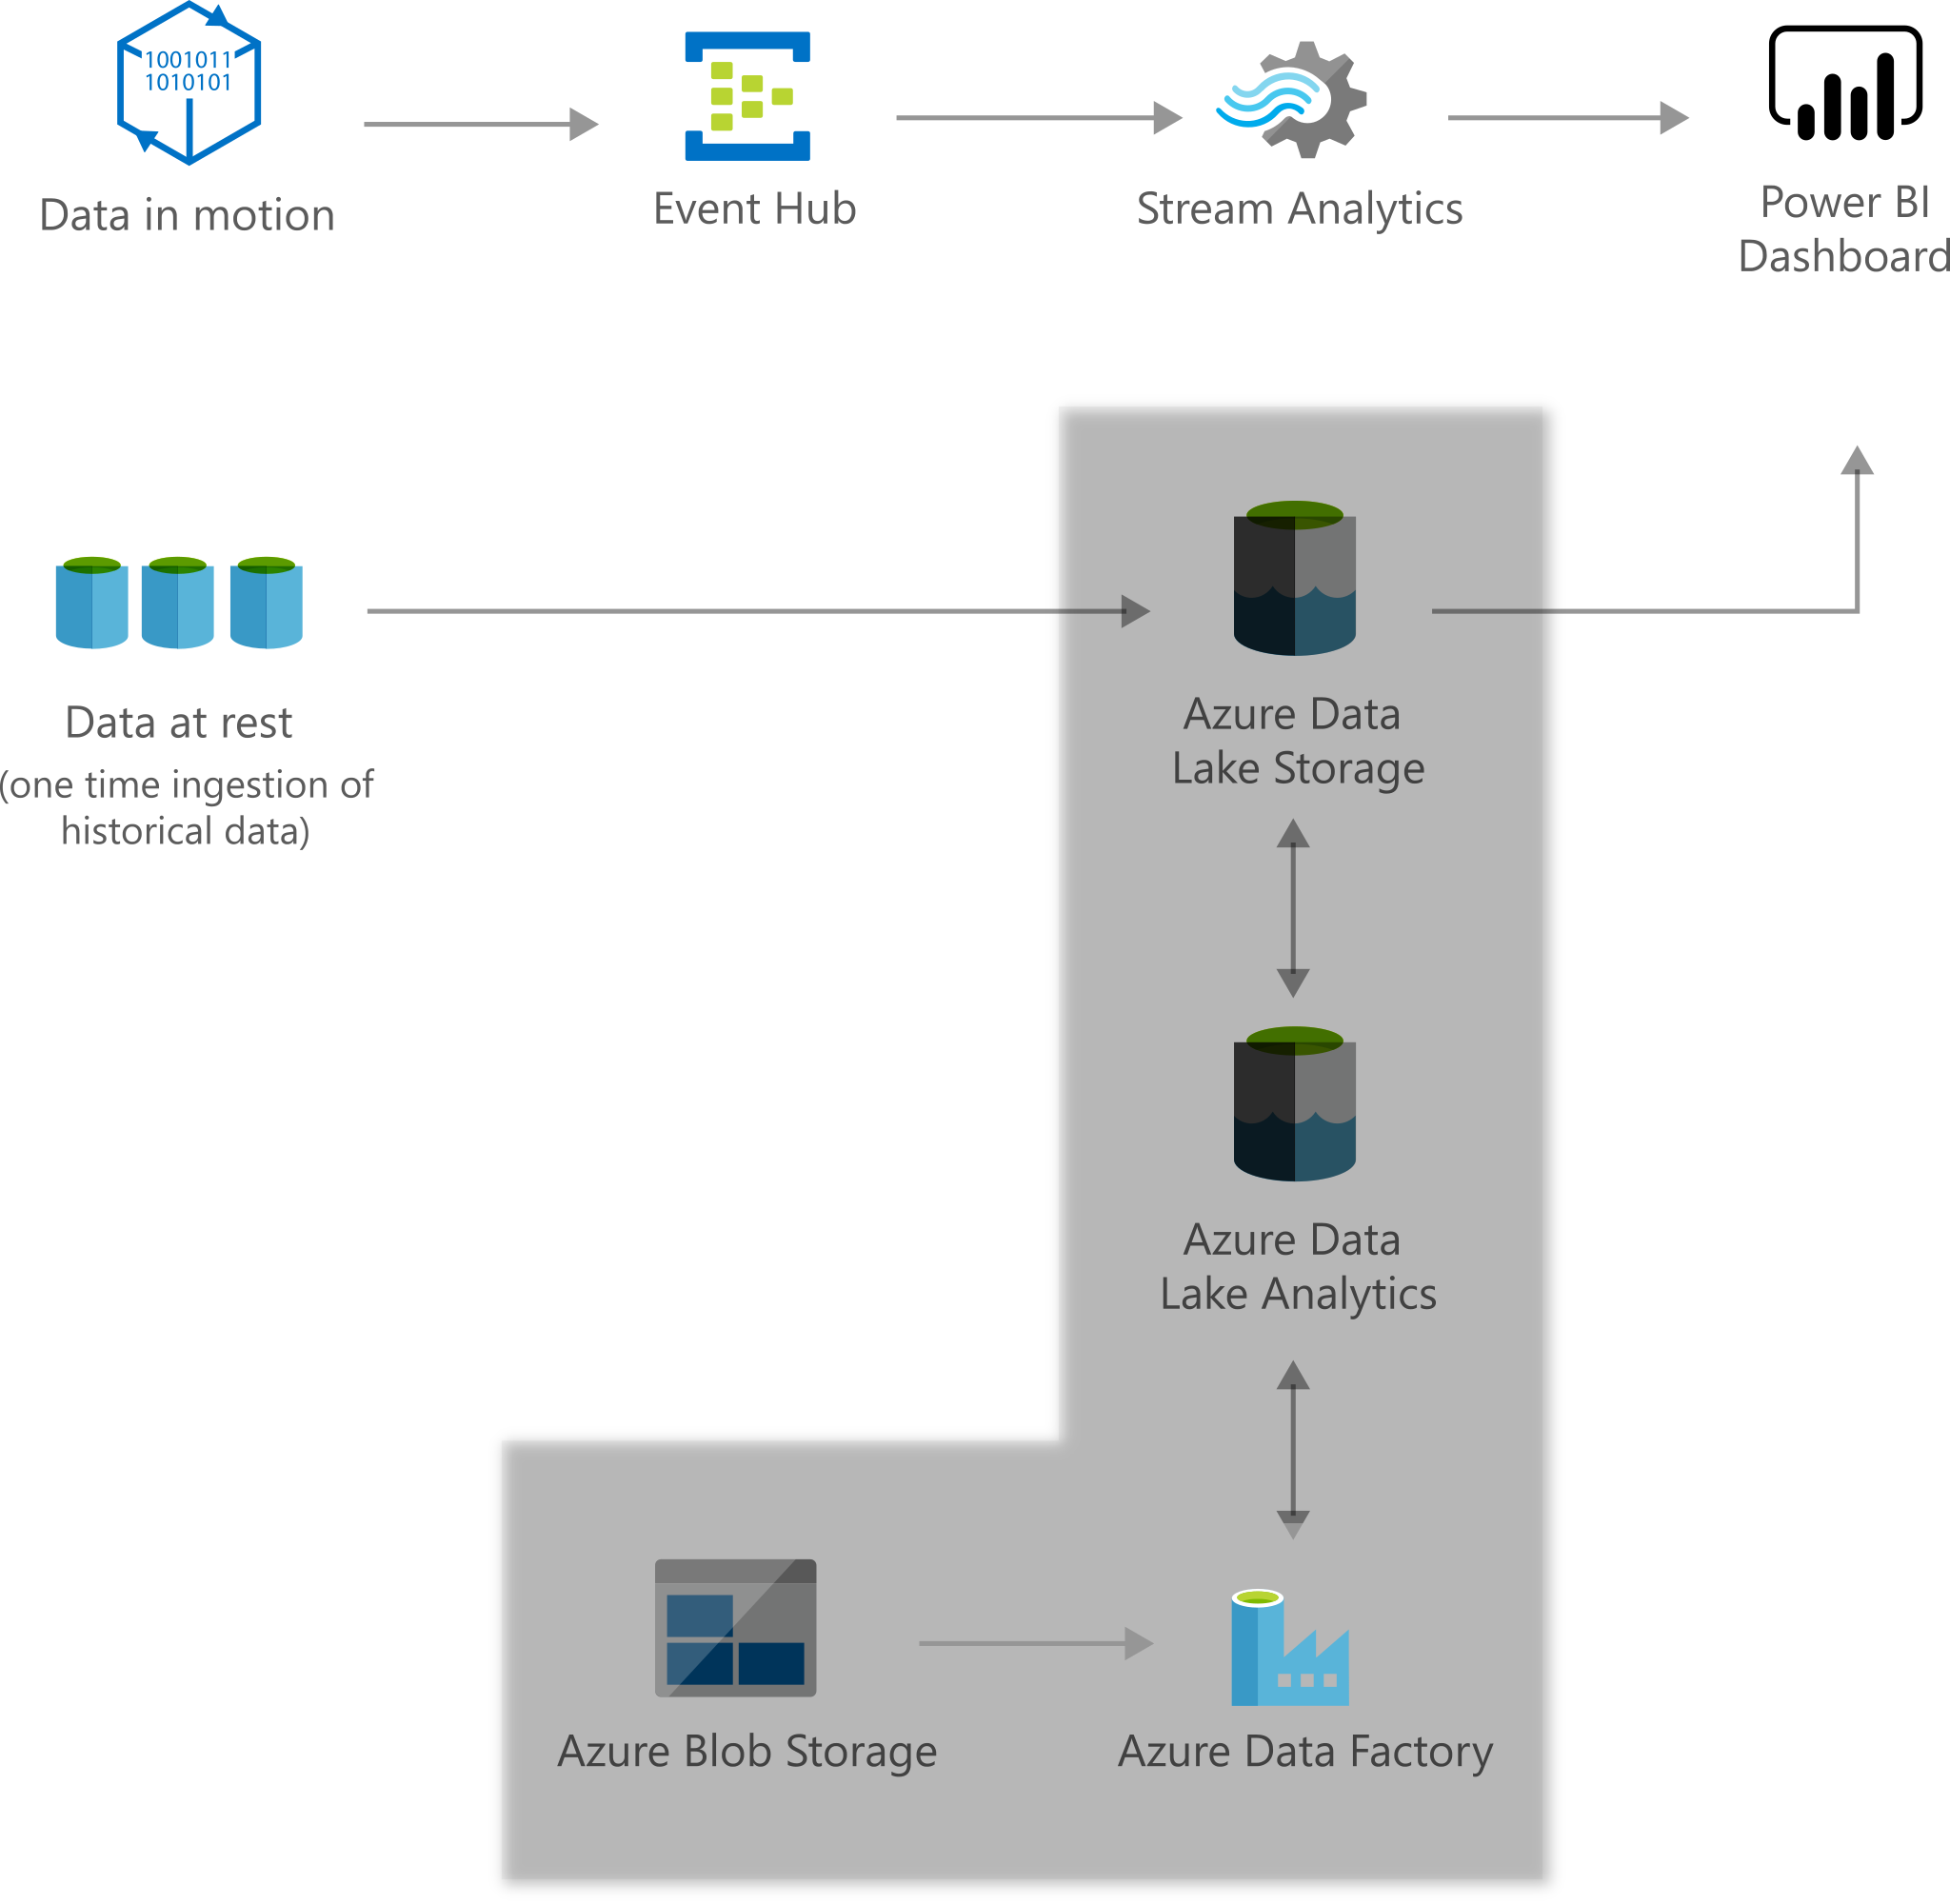 1001011
1010101
Data in motion
Event Hub
Stream Analytics
Power BI
Dashboard
Data at rest
(one time ingestion of
historical data)
Azure Data
Lake Storage
Azure Data
Lake Analytics
Azure Blob Storage
Azure Data Factory